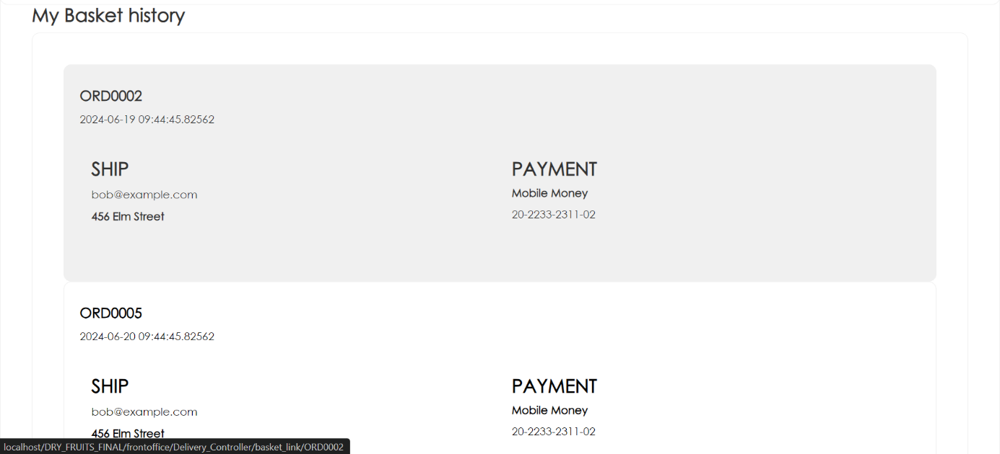 My Basket history
ORD0002
2024-06-19 09:44:45.82562
SHIP
bob@example.com
456 Elm Street
PAYMENT
Mobile Money
20-2233-2311-02
ORD0005
2024-06-20 09:44:45.82562
SHIP
bob@example.com
456 Elm Street
PAYMENT
Mobile Money
20-2233-2311-02
localhost/DRY_FRUITS_FINAL/frontoffice/Delivery_Controller/basket_link/ORD0002